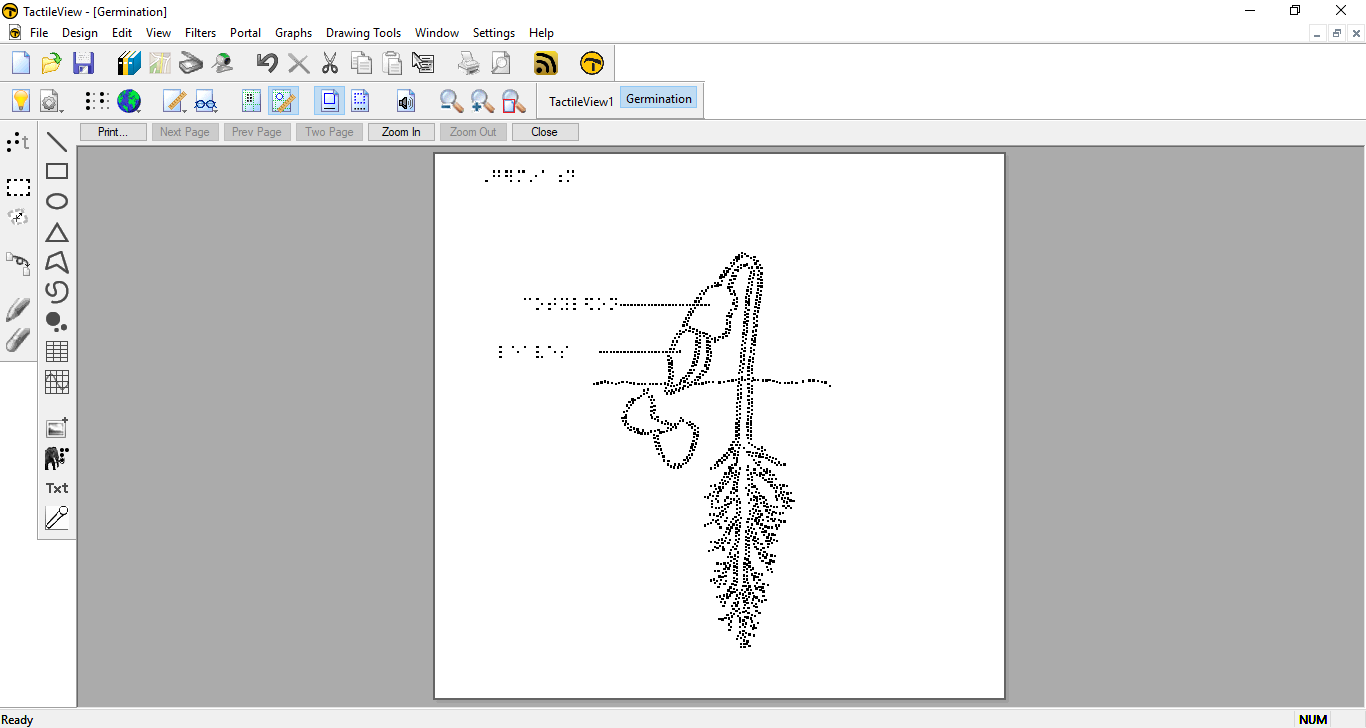 TactileView - [Germination]
File Design Edit View Filters Portal Graphs Drawing Tools Window Settings Help
TactileView1 Germination
Print... Next Page Prev Page Two Page Zoom In Zoom Out Close
t
Txt
Ready NUM